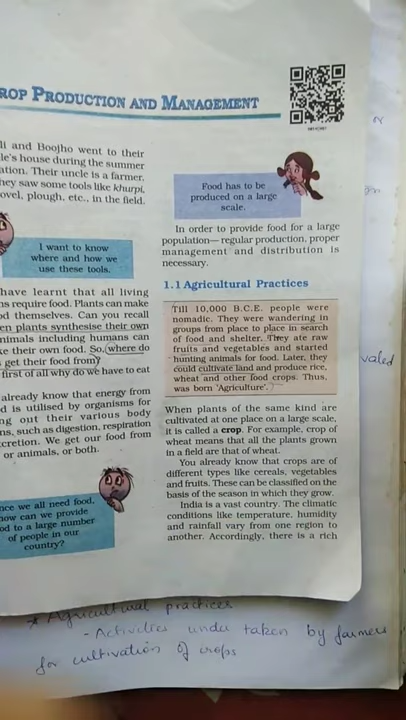 ROP PRODUCTION AND MANAGEMENT
li and Boojho went to their
le's house during the summer
ation. Their uncle is a farmer.
hey saw some tools like khurpi,
ovel, plough, etc., in the field.
I want to know
where and how we
use these tools.
have learnt that all living
ns require food. Plants can make
od themselves. Can you recall
en plants synthesise their own
nimals including humans can
ke their own food. So, where do
s get their food from?
first of all why do we have to eat
already know that energy from
d is utilised by organisms for
ng out their various body
ns, such as digestion, respiration
cretion. We get our food from
or animals, or both.
nce we all need food,
how can we provide
od to a large number
of people in our
country?
Food has to be
produced on a large
scale.
In order to provide food for a large
population— regular production, proper
management and distribution is
necessary.
1.1 Agricultural Practices
Till 10,000 B.C.E. people were
nomadic. They were wandering in
groups from place to place in search
of food and shelter. They ate raw
fruits and vegetables and started
hunting animals for food. Later, they
could cultivate land and produce rice,
wheat and other food crops. Thus,
was born 'Agriculture'.
When plants of the same kind are
cultivated at one place on a large scale,
it is called a crop. For example, crop of
wheat means that all the plants grown
in a field are that of wheat.
You already know that crops are of
different types like cereals, vegetables
and fruits. These can be classified on the
basis of the season in which they grow.
India is a vast country. The climatic
conditions like temperature, humidity
and rainfall vary from one region to
another. Accordingly, there is a rich
valed
* Agricultural practices
- Activities under taken by farmers
for cultivation of crops